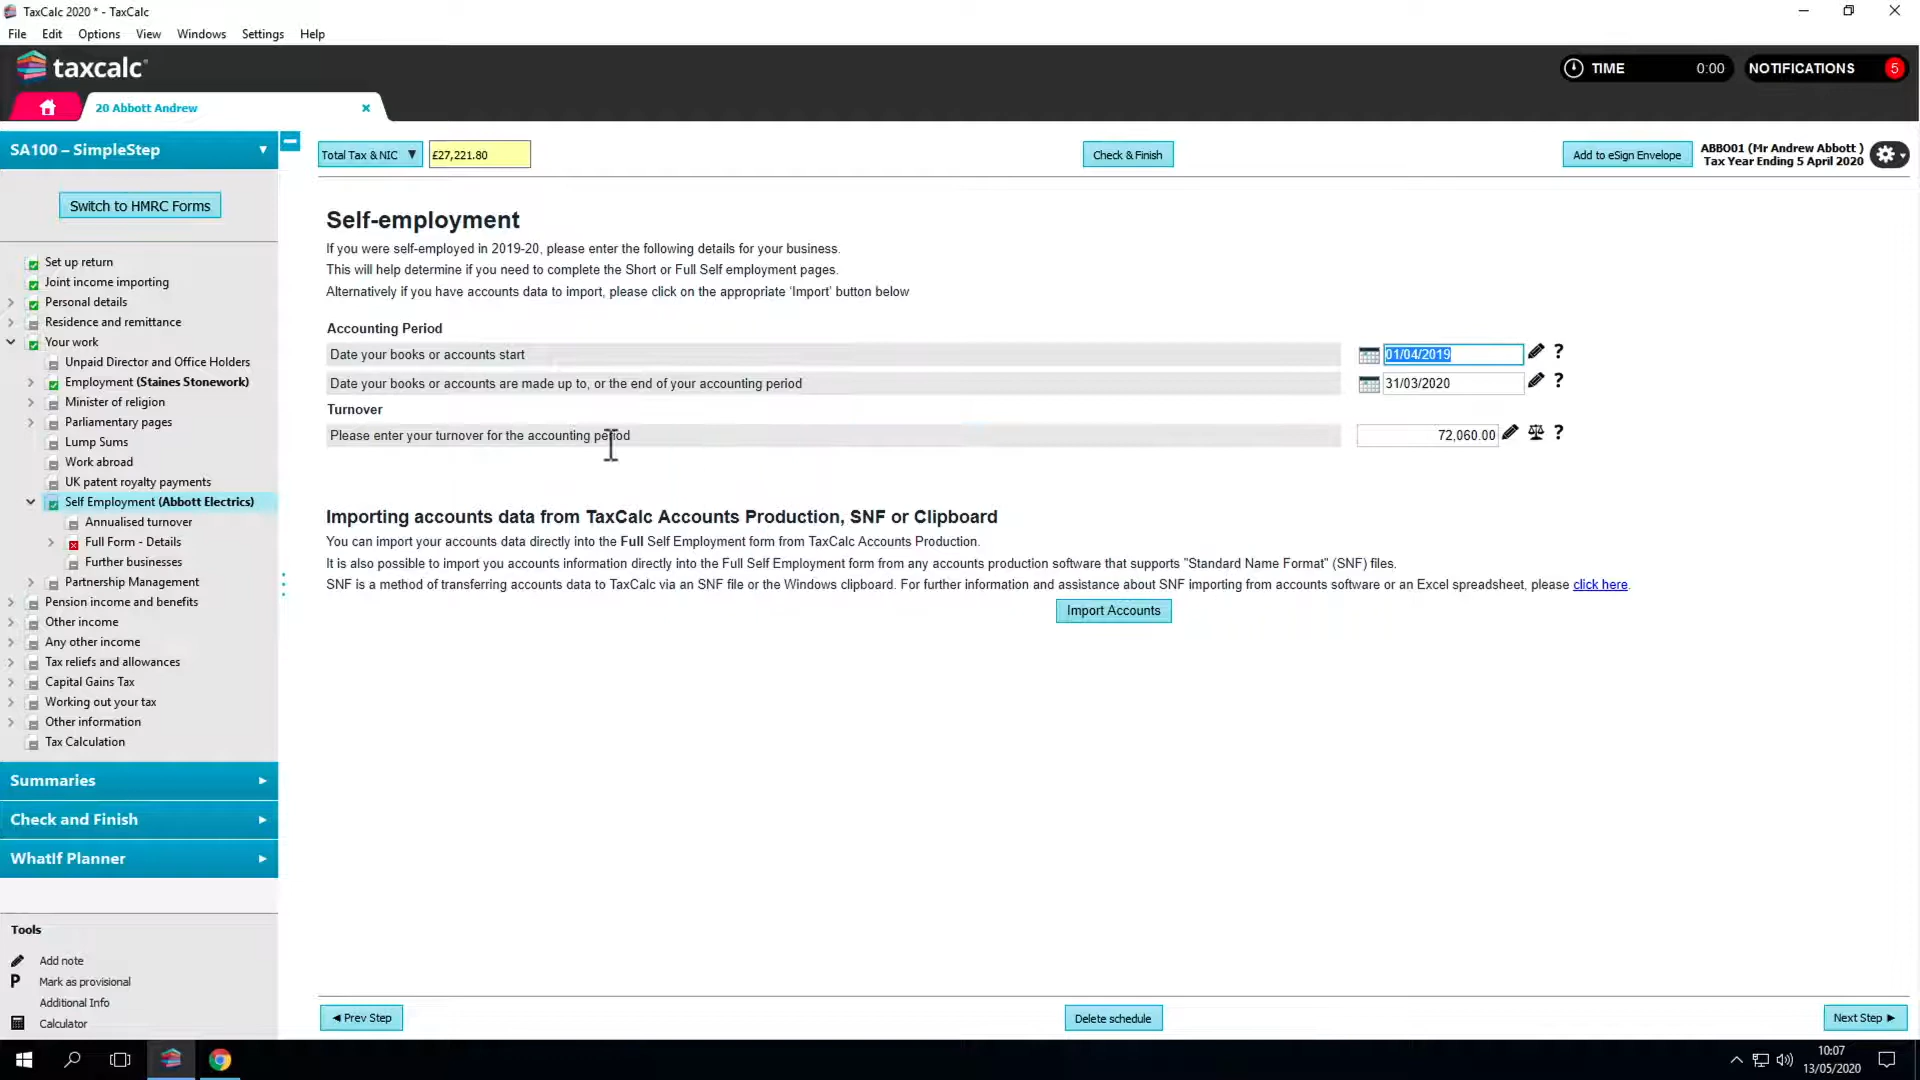 TaxCalc 2020 * - TaxCalc
File Edit Options View Windows Settings Help
taxcalc
TIME 0:00 NOTIFICATIONS 5
20 Abbott Andrew ×
SA100 – SimpleStep
Switch to HMRC Forms
Set up return
Joint income importing
Personal details
Residence and remittance
Your work
Unpaid Director and Office Holders
Employment (Staines Stonework)
Minister of religion
Parliamentary pages
Lump Sums
Work abroad
UK patent royalty payments
Self Employment (Abbott Electrics)
Annualised turnover
Full Form - Details
Further businesses
Partnership Management
Pension income and benefits
Other income
Any other income
Tax reliefs and allowances
Capital Gains Tax
Working out your tax
Other information
Tax Calculation
Summaries
Check and Finish
WhatIf Planner
Tools
Add note
P Mark as provisional
Additional Info
Calculator
Total Tax & NIC £27,221.80
Check & Finish
Add to eSign Envelope
ABBO01 (Mr Andrew Abbott )
Tax Year Ending 5 April 2020
Self-employment
If you were self-employed in 2019-20, please enter the following details for your business.
This will help determine if you need to complete the Short or Full Self employment pages.
Alternatively if you have accounts data to import, please click on the appropriate 'Import' button below
Accounting Period
Date your books or accounts start 01/04/2019 ?
Date your books or accounts are made up to, or the end of your accounting period 31/03/2020 ?
Turnover
Please enter your turnover for the accounting period 72,060.00 ?
Importing accounts data from TaxCalc Accounts Production, SNF or Clipboard
You can import your accounts data directly into the Full Self Employment form from TaxCalc Accounts Production.
It is also possible to import you accounts information directly into the Full Self Employment form from any accounts production software that supports "Standard Name Format" (SNF) files.
SNF is a method of transferring accounts data to TaxCalc via an SNF file or the Windows clipboard. For further information and assistance about SNF importing from accounts software or an Excel spreadsheet, please click here.
Import Accounts
Prev Step
Delete schedule
Next Step
10:07
13/05/2020